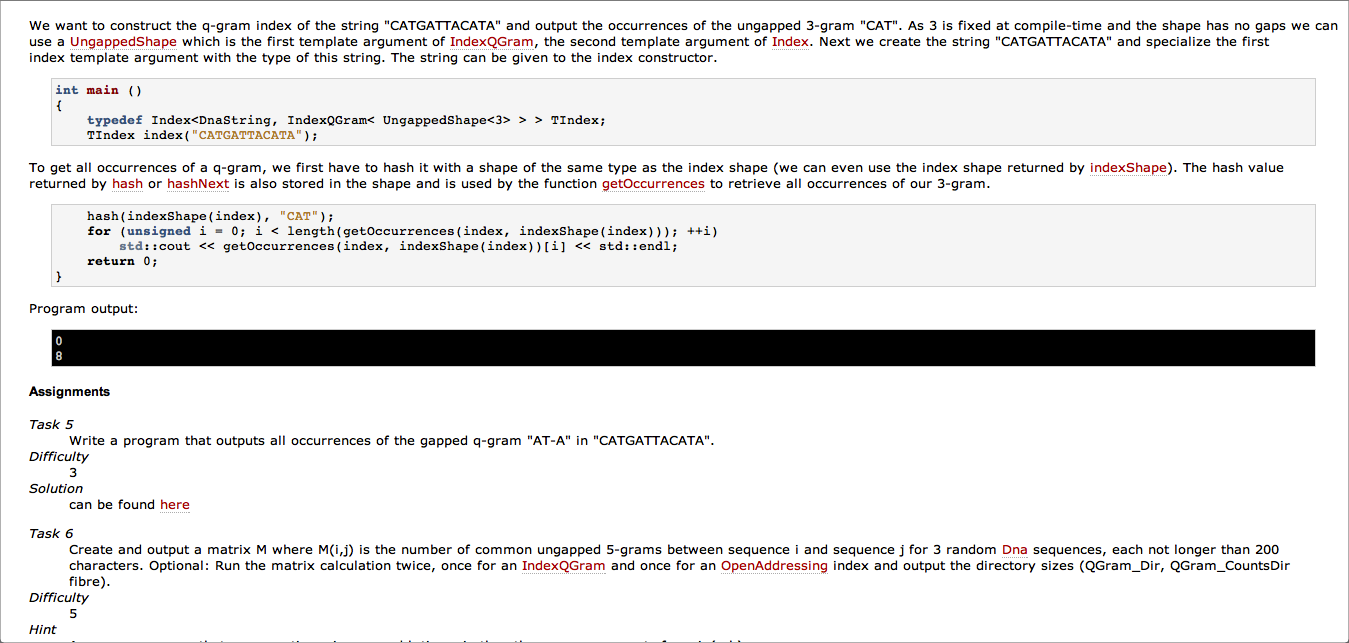 We want to construct the q-gram index of the string "CATGATTACATA" and output the occurrences of the ungapped 3-gram "CAT". As 3 is fixed at compile-time and the shape has no gaps we can
use a UngappedShape which is the first template argument of IndexQGram, the second template argument of Index. Next we create the string "CATGATTACATA" and specialize the first
index template argument with the type of this string. The string can be given to the index constructor.
int main ()
{
    typedef Index<DnaString, IndexQGram< UngappedShape<3> > > TIndex;
    TIndex index("CATGATTACATA");
To get all occurrences of a q-gram, we first have to hash it with a shape of the same type as the index shape (we can even use the index shape returned by indexShape). The hash value
returned by hash or hashNext is also stored in the shape and is used by the function getOccurrences to retrieve all occurrences of our 3-gram.
    hash(indexShape(index), "CAT");
    for (unsigned i = 0; i < length(getOccurrences(index, indexShape(index))); ++i)
        std::cout << getOccurrences(index, indexShape(index))[i] << std::endl;
    return 0;
}
Program output:
0
8
Assignments
Task 5
Write a program that outputs all occurrences of the gapped q-gram "AT-A" in "CATGATTACATA".
Difficulty
3
Solution
can be found here
Task 6
Create and output a matrix M where M(i,j) is the number of common ungapped 5-grams between sequence i and sequence j for 3 random Dna sequences, each not longer than 200
characters. Optional: Run the matrix calculation twice, once for an IndexQGram and once for an OpenAddressing index and output the directory sizes (QGram_Dir, QGram_CountsDir
fibre).
Difficulty
5
Hint